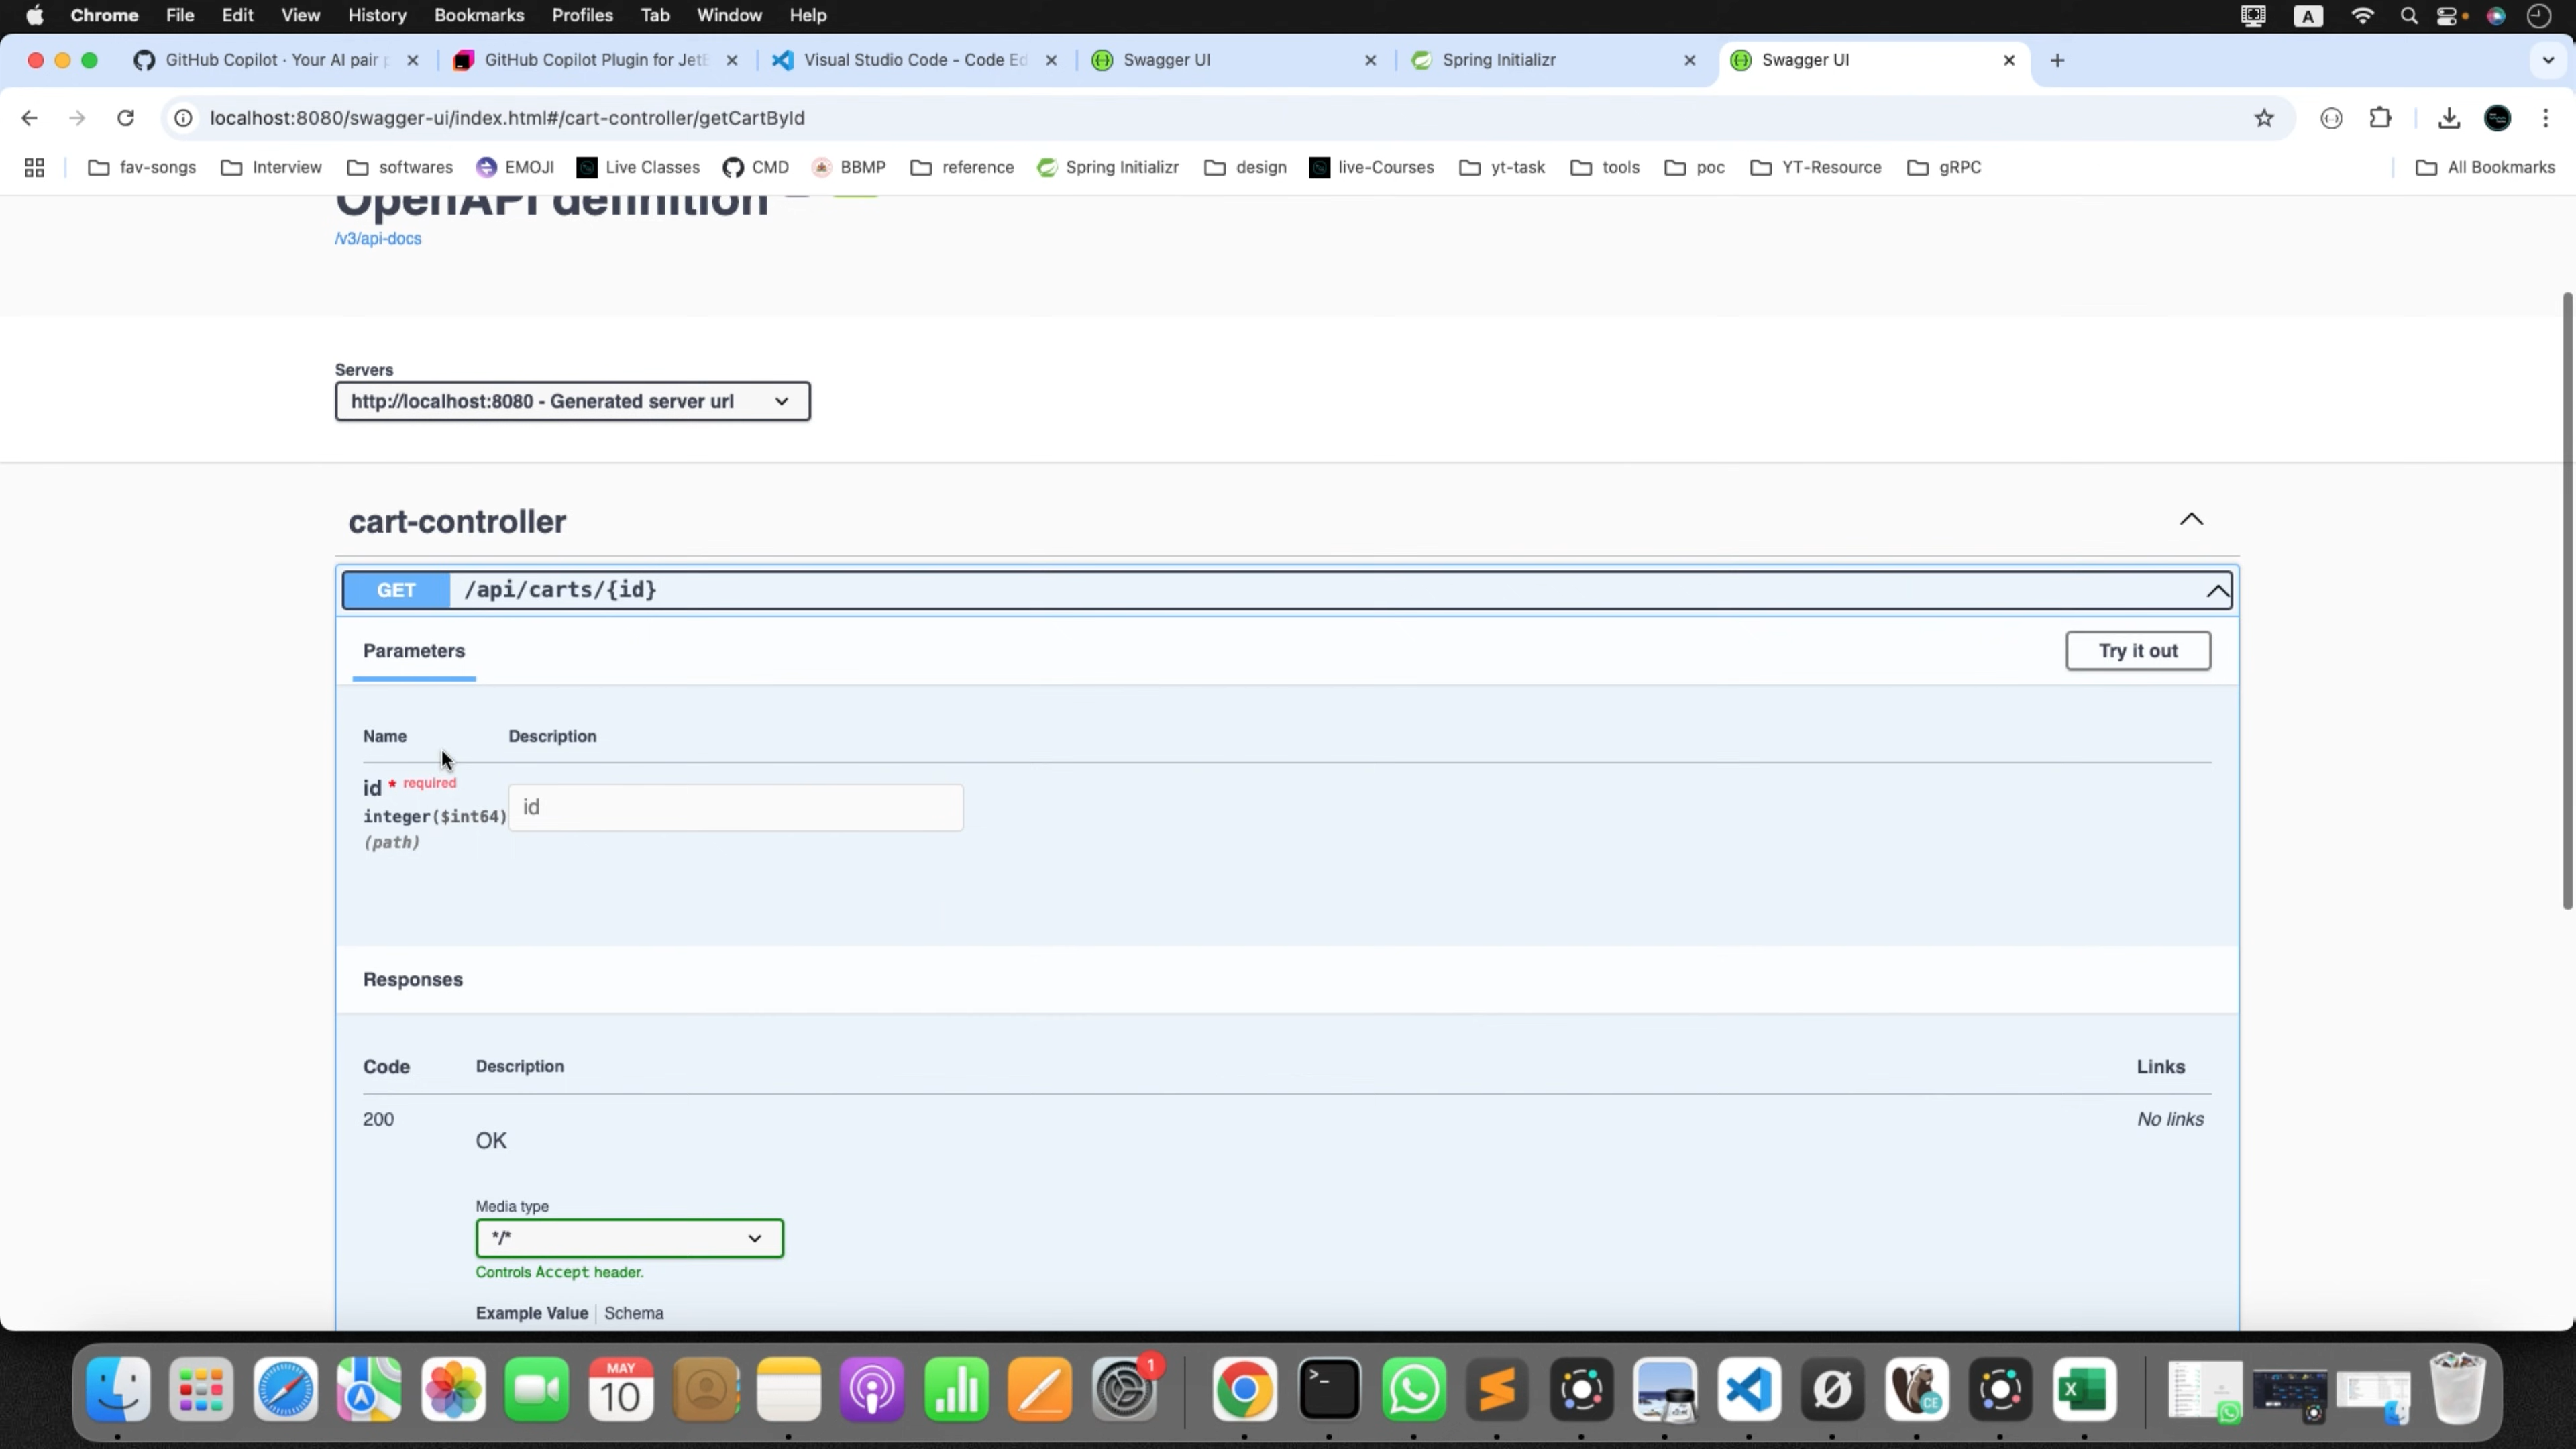 Chrome File Edit View History Bookmarks Profiles Tab Window Help A
GitHub Copilot · Your AI pair p
GitHub Copilot Plugin for JetB
Visual Studio Code - Code Ed
Swagger UI
Spring Initializr
Swagger UI
localhost:8080/swagger-ui/index.html#/cart-controller/getCartById
fav-songs Interview softwares EMOJI Live Classes CMD BBMP reference Spring Initializr design live-Courses yt-task tools poc YT-Resource gRPC All Bookmarks
OpenAPI definition
/v3/api-docs
Servers
http://localhost:8080 - Generated server url
cart-controller
GET /api/carts/{id}
Parameters Try it out
Name Description
id * required
integer($int64)
(path)
id
Responses
Code Description Links
200 No links
OK
Media type
*/*
Controls Accept header.
Example Value Schema
MAY
10
1
>_
CE
X